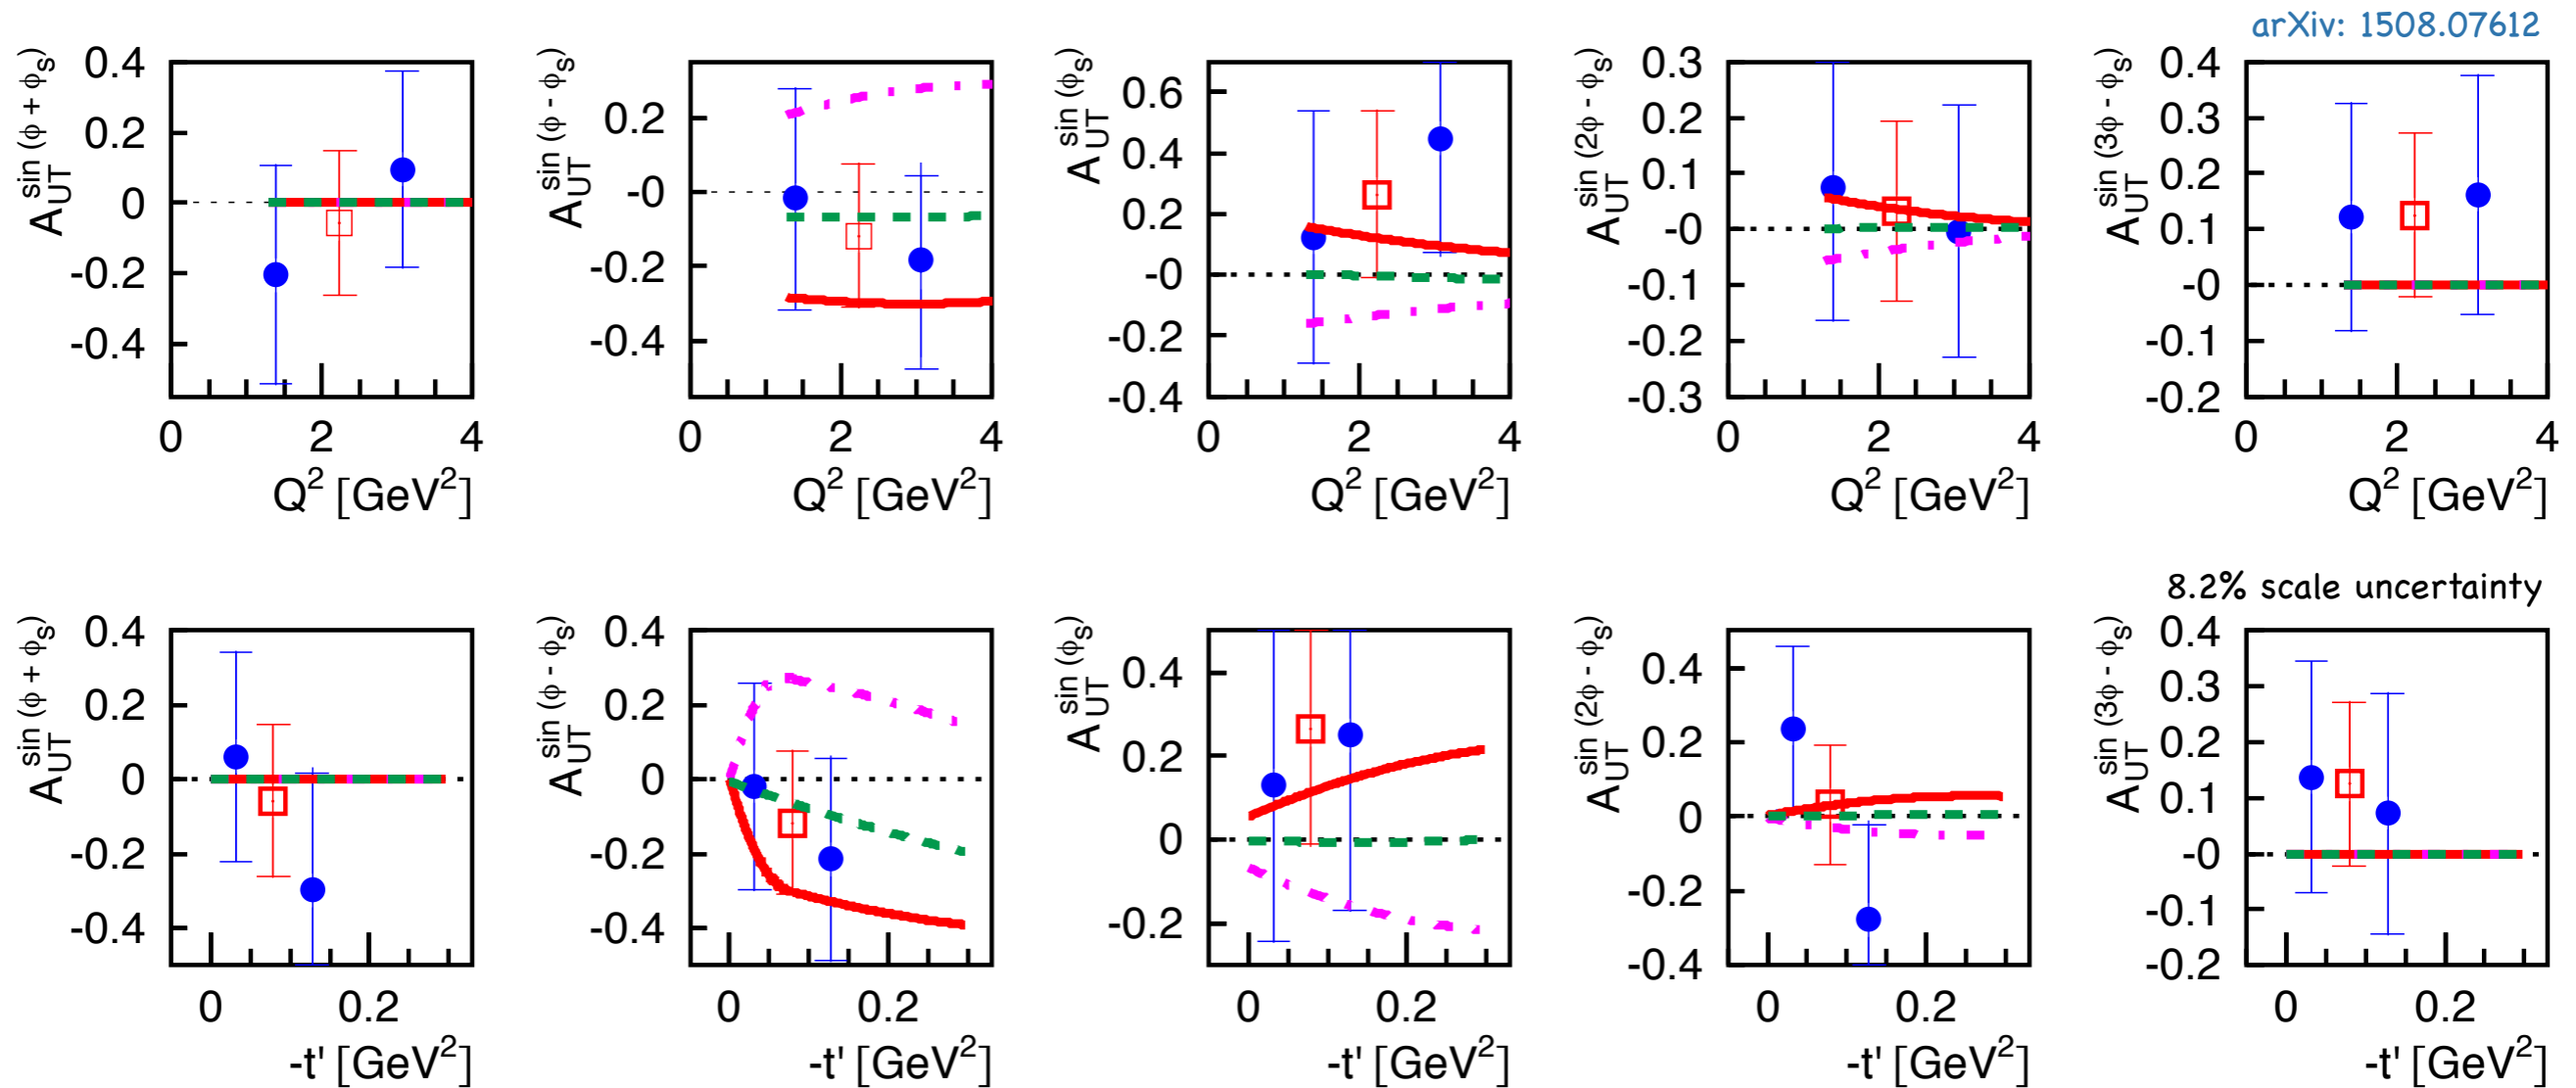 arXiv: 1508.07612
A_UT^sin (φ + φ_S)
0.4
0.2
0
-0.2
-0.4
0 2 4
Q² [GeV²]
A_UT^sin (φ - φ_S)
0.2
-0
-0.2
-0.4
0 2 4
Q² [GeV²]
A_UT^sin (φ_S)
0.6
0.4
0.2
-0
-0.2
-0.4
0 2 4
Q² [GeV²]
A_UT^sin (2φ - φ_S)
0.3
0.2
0.1
-0
-0.1
-0.2
-0.3
0 2 4
Q² [GeV²]
A_UT^sin (3φ - φ_S)
0.4
0.3
0.2
0.1
-0
-0.1
-0.2
0 2 4
Q² [GeV²]
8.2% scale uncertainty
A_UT^sin (φ + φ_S)
0.4
0.2
0
-0.2
-0.4
0 0.2
-t' [GeV²]
A_UT^sin (φ - φ_S)
0.4
0.2
0
-0.2
-0.4
0 0.2
-t' [GeV²]
A_UT^sin (φ_S)
0.4
0.2
0
-0.2
0 0.2
-t' [GeV²]
A_UT^sin (2φ - φ_S)
0.4
0.2
0
-0.2
-0.4
0 0.2
-t' [GeV²]
A_UT^sin (3φ - φ_S)
0.4
0.3
0.2
0.1
-0
-0.1
-0.2
0 0.2
-t' [GeV²]